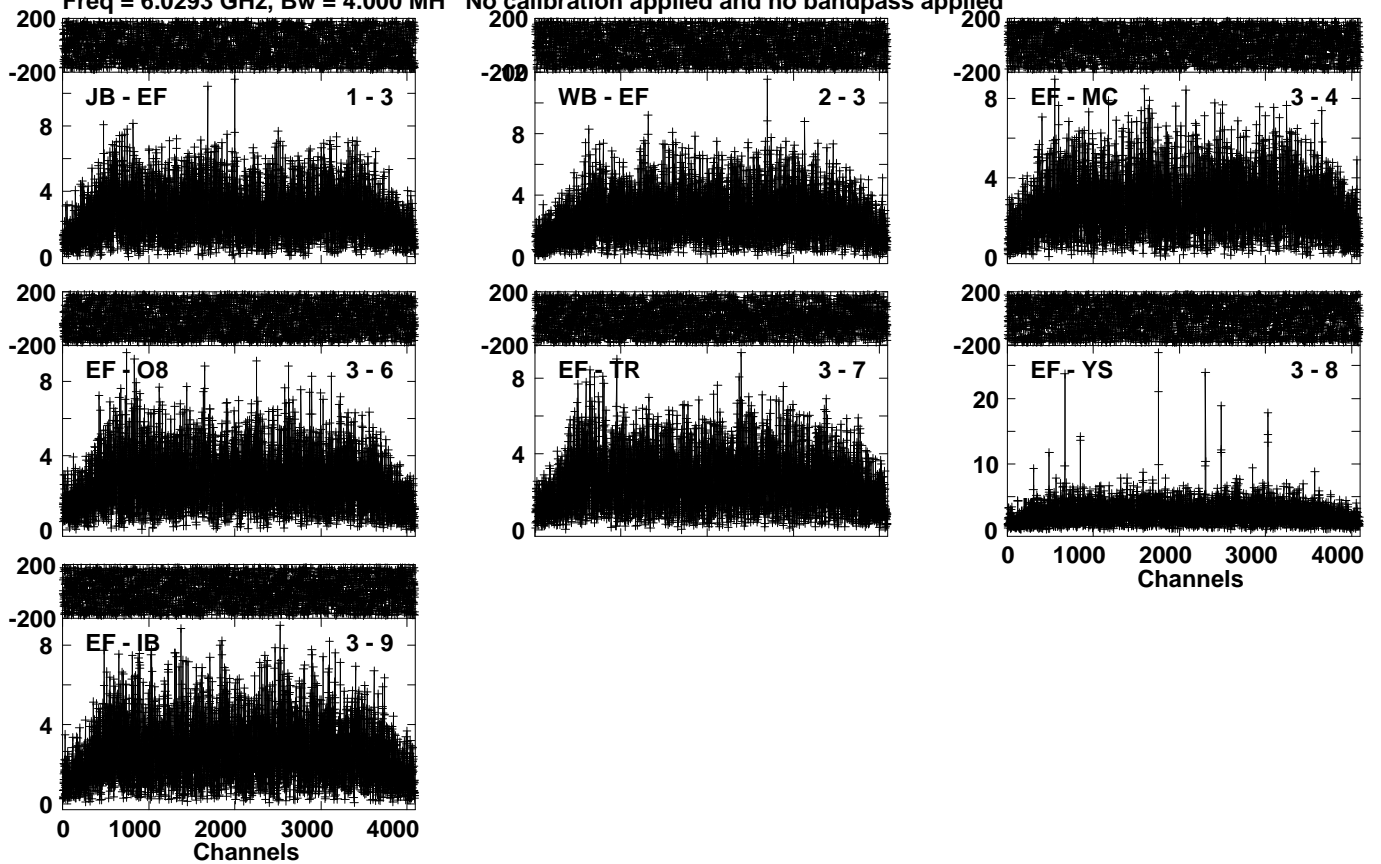 Freq = 6.0293 GHz, Bw = 4.000 MH No calibration applied and no bandpass applied
200 200 200
-200 -200 -200
12
JB - EF 1 - 3 WB - EF 2 - 3 EF - MC 3 - 4
8 8 8
4 4 4
0 0 0
200 200 200
-200 -200 -200
EF - O8 3 - 6 EF - TR 3 - 7 EF - YS 3 - 8
8 8 20
4 4 10
0 0 0
0 1000 2000 3000 4000
Channels
200
-200
EF - IB 3 - 9
8
4
0
0 1000 2000 3000 4000
Channels